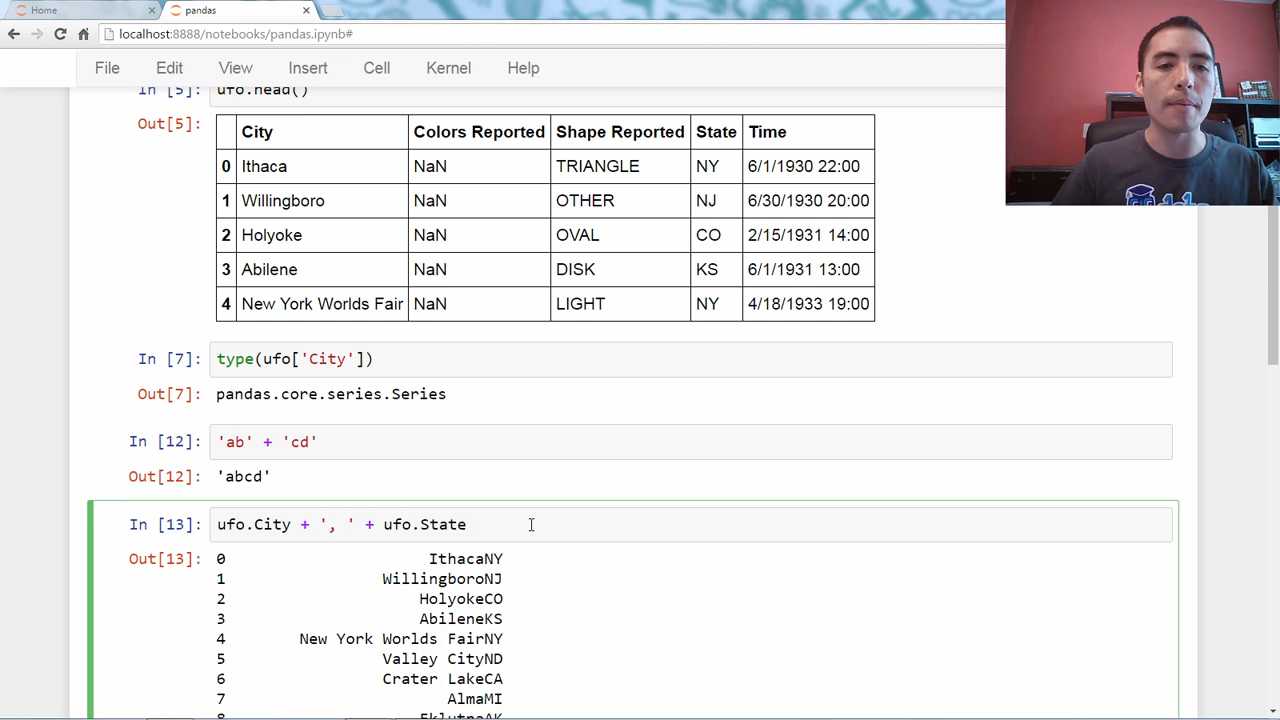 Home
pandas
localhost:8888/notebooks/pandas.ipynb#
File Edit View Insert Cell Kernel Help
In [5]: ufo.head()
Out[5]:
City Colors Reported Shape Reported State Time
0 Ithaca NaN TRIANGLE NY 6/1/1930 22:00
1 Willingboro NaN OTHER NJ 6/30/1930 20:00
2 Holyoke NaN OVAL CO 2/15/1931 14:00
3 Abilene NaN DISK KS 6/1/1931 13:00
4 New York Worlds Fair NaN LIGHT NY 4/18/1933 19:00
In [7]: type(ufo['City'])
Out[7]: pandas.core.series.Series
In [12]: 'ab' + 'cd'
Out[12]: 'abcd'
In [13]: ufo.City + ', ' + ufo.State
Out[13]: 0 IthacaNY
1 WillingboroNJ
2 HolyokeCO
3 AbileneKS
4 New York Worlds FairNY
5 Valley CityND
6 Crater LakeCA
7 AlmaMI
8 EklutnaAK